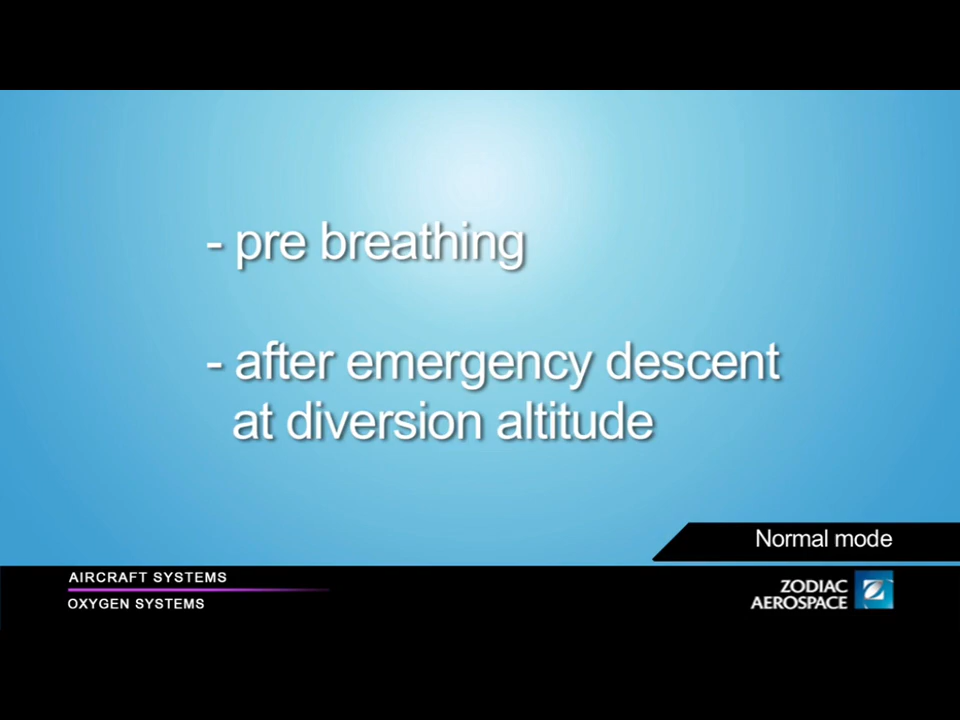 - pre breathing
- after emergency descent
at diversion altitude
Normal mode
AIRCRAFT SYSTEMS
OXYGEN SYSTEMS
ZODIAC
AEROSPACE